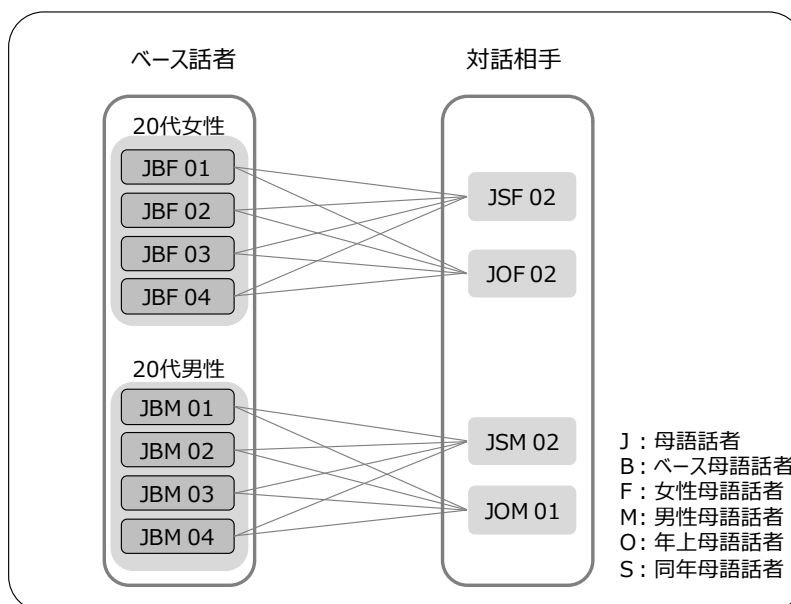 ベース話者
対話相手
20代女性
JBF 01
JBF 02
JBF 03
JBF 04
JSF 02
JOF 02
20代男性
JBM 01
JBM 02
JBM 03
JBM 04
JSM 02
JOM 01
J：母語話者
B：ベース母語話者
F：女性母語話者
M：男性母語話者
O：年上母語話者
S：同年母語話者